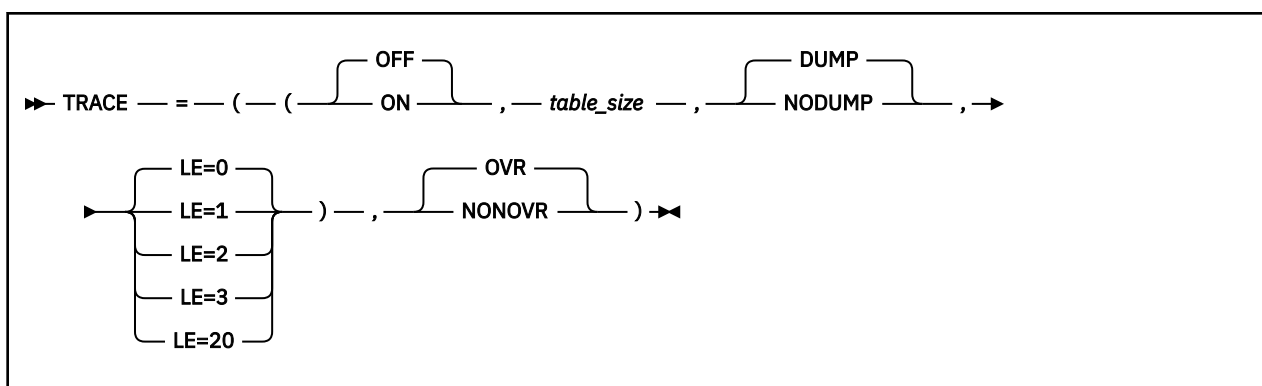 OFF DUMP
TRACE = ( ( ON , table_size , NODUMP ,
LE=0 OVR
LE=1 ) , NONOVR )
LE=2
LE=3
LE=20